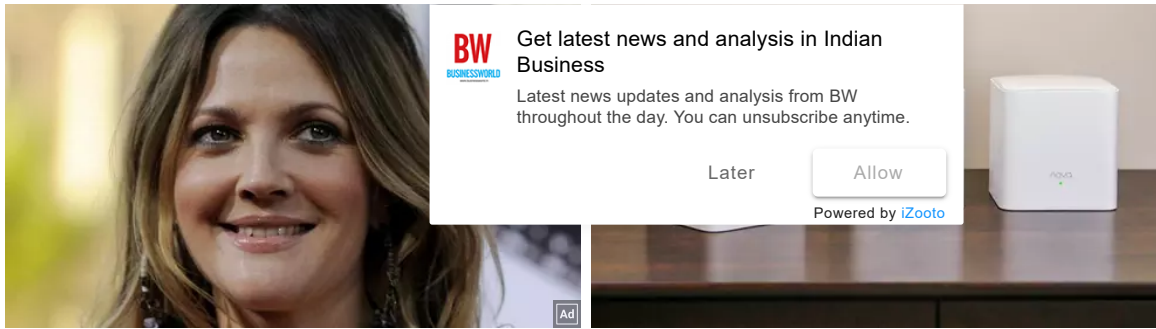 BW
BUSINESSWORLD
Get latest news and analysis in Indian
Business
Latest news updates and analysis from BW
throughout the day. You can unsubscribe anytime.
Later
Allow
Powered by iZooto
nova
Ad